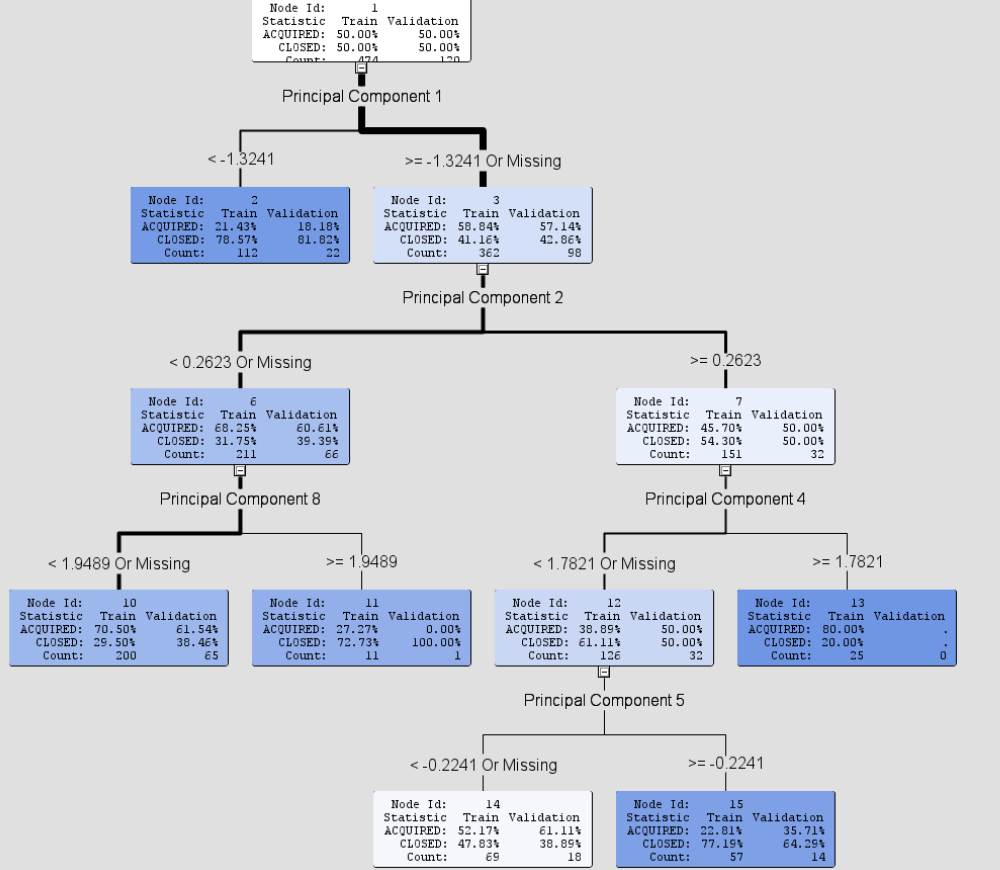 Node Id: 1
Statistic Train Validation
ACQUIRED: 50.00% 50.00%
CLOSED: 50.00% 50.00%
Count: 474 120
Principal Component 1
< -1.3241
>= -1.3241 Or Missing
Node Id: 2
Statistic Train Validation
ACQUIRED: 21.43% 18.18%
CLOSED: 78.57% 81.82%
Count: 112 22
Node Id: 3
Statistic Train Validation
ACQUIRED: 58.84% 57.14%
CLOSED: 41.16% 42.86%
Count: 362 98
Principal Component 2
< 0.2623 Or Missing
>= 0.2623
Node Id: 6
Statistic Train Validation
ACQUIRED: 68.25% 60.61%
CLOSED: 31.75% 39.39%
Count: 211 66
Node Id: 7
Statistic Train Validation
ACQUIRED: 45.70% 50.00%
CLOSED: 54.30% 50.00%
Count: 151 32
Principal Component 8
Principal Component 4
< 1.9489 Or Missing
>= 1.9489
< 1.7821 Or Missing
>= 1.7821
Node Id: 10
Statistic Train Validation
ACQUIRED: 70.50% 61.54%
CLOSED: 29.50% 38.46%
Count: 200 65
Node Id: 11
Statistic Train Validation
ACQUIRED: 27.27% 0.00%
CLOSED: 72.73% 100.00%
Count: 11 1
Node Id: 12
Statistic Train Validation
ACQUIRED: 38.89% 50.00%
CLOSED: 61.11% 50.00%
Count: 126 32
Node Id: 13
Statistic Train Validation
ACQUIRED: 80.00% .
CLOSED: 20.00% .
Count: 25 0
Principal Component 5
< -0.2241 Or Missing
>= -0.2241
Node Id: 14
Statistic Train Validation
ACQUIRED: 52.17% 61.11%
CLOSED: 47.83% 38.89%
Count: 69 18
Node Id: 15
Statistic Train Validation
ACQUIRED: 22.81% 35.71%
CLOSED: 77.19% 64.29%
Count: 57 14